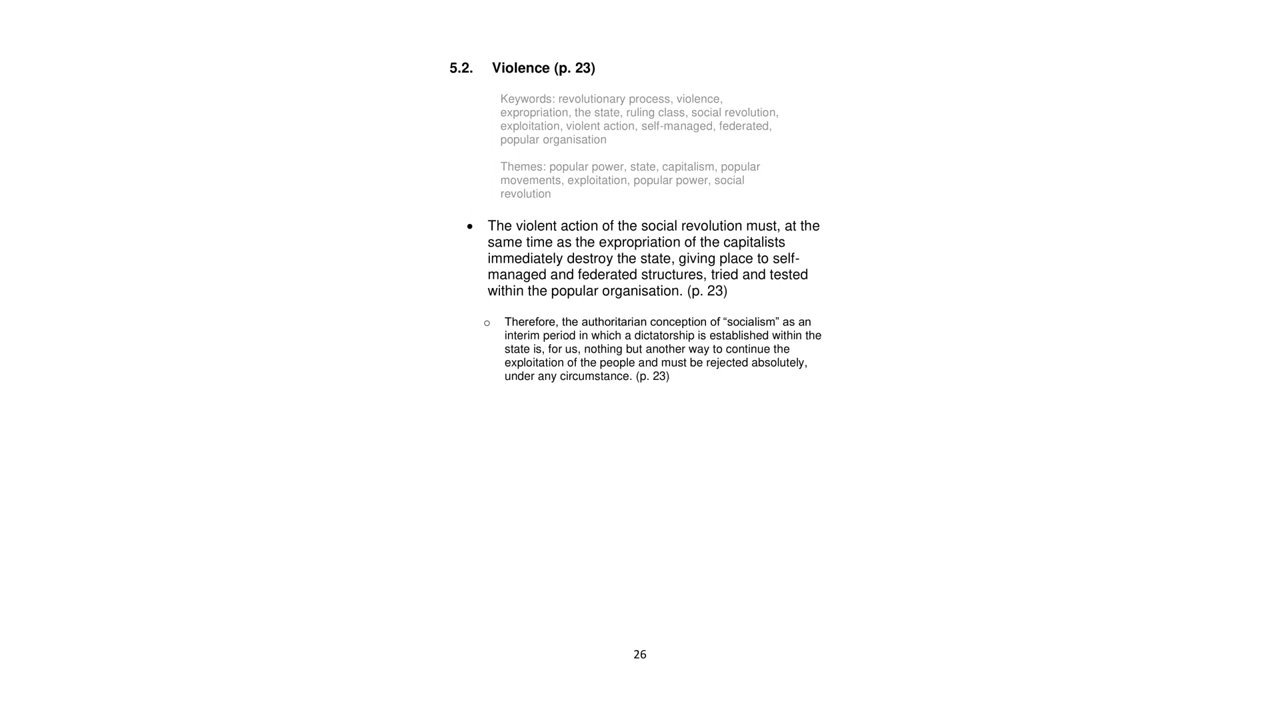 5.2. Violence (p. 23)
Keywords: revolutionary process, violence,
expropriation, the state, ruling class, social revolution,
exploitation, violent action, self-managed, federated,
popular organisation
Themes: popular power, state, capitalism, popular
movements, exploitation, popular power, social
revolution
• The violent action of the social revolution must, at the
same time as the expropriation of the capitalists
immediately destroy the state, giving place to self-
managed and federated structures, tried and tested
within the popular organisation. (p. 23)
o Therefore, the authoritarian conception of “socialism” as an
interim period in which a dictatorship is established within the
state is, for us, nothing but another way to continue the
exploitation of the people and must be rejected absolutely,
under any circumstance. (p. 23)
26